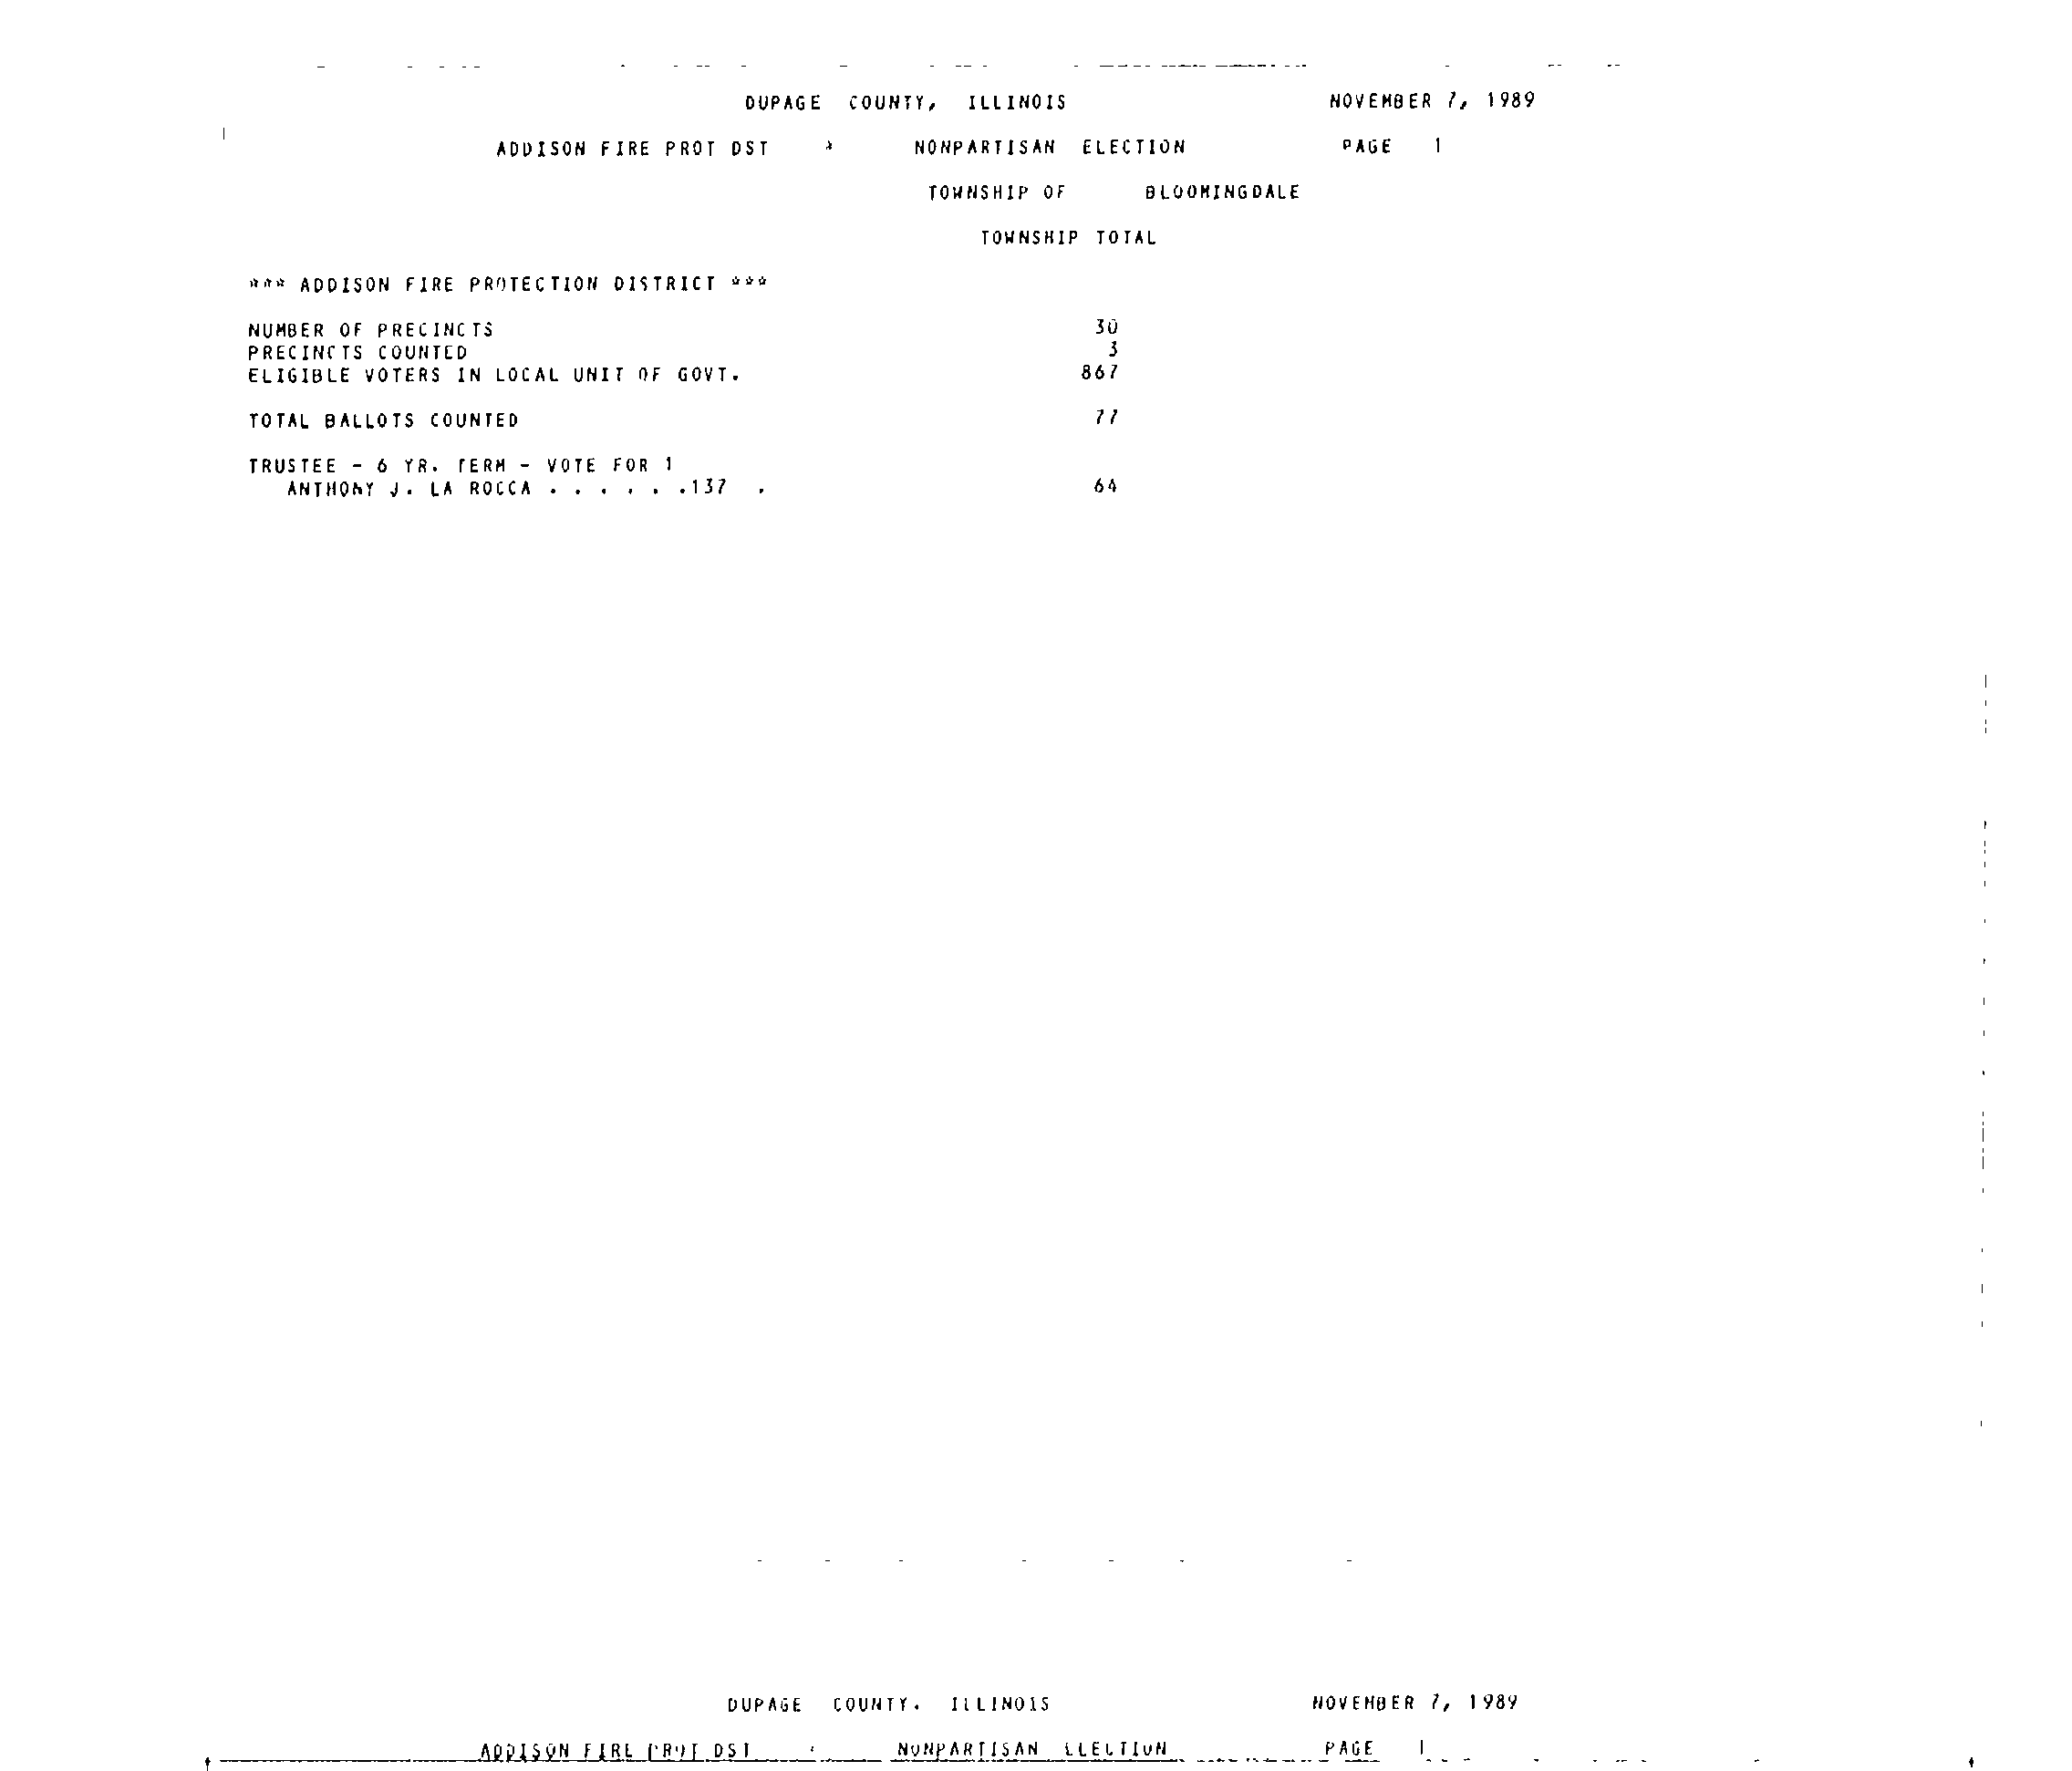 DUPAGE COUNTY, ILLINOIS NOVEMBER 7, 1989
ADDISON FIRE PROT DST * NONPARTISAN ELECTION PAGE 1
TOWNSHIP OF BLOOMINGDALE
TOWNSHIP TOTAL
*** ADDISON FIRE PROTECTION DISTRICT ***
NUMBER OF PRECINCTS 30
PRECINCTS COUNTED 3
ELIGIBLE VOTERS IN LOCAL UNIT OF GOVT. 867
TOTAL BALLOTS COUNTED 77
TRUSTEE - 6 YR. TERM - VOTE FOR 1
ANTHONY J. LA ROCCA . . . . . .137 . 64
DUPAGE COUNTY. ILLINOIS NOVEMBER 7, 1989
ADDISON FIRE PROT DST * NONPARTISAN ELECTION PAGE 1